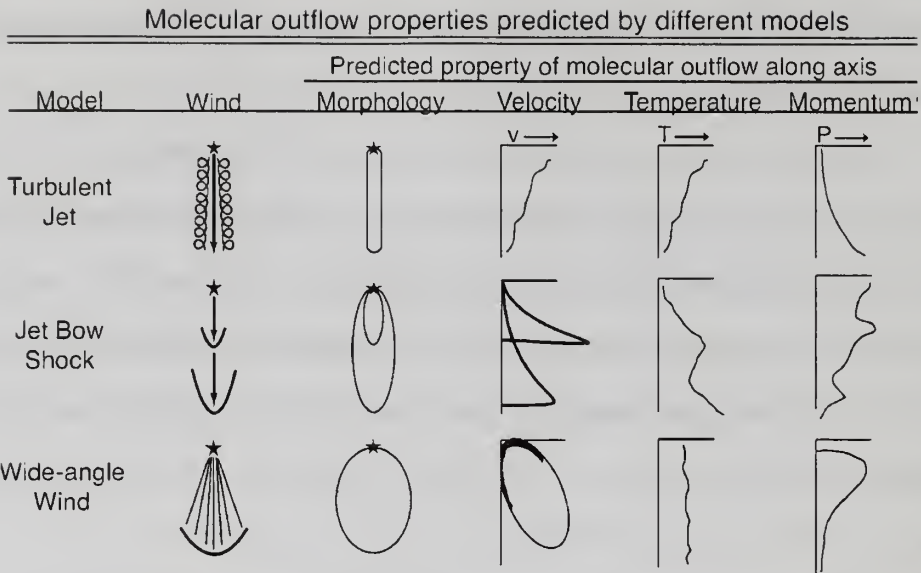 Molecular outflow properties predicted by different models
Predicted property of molecular outflow along axis
Model Wind Morphology Velocity Temperature Momentum
v T P
Turbulent
Jet
Jet Bow
Shock
Wide-angle
Wind